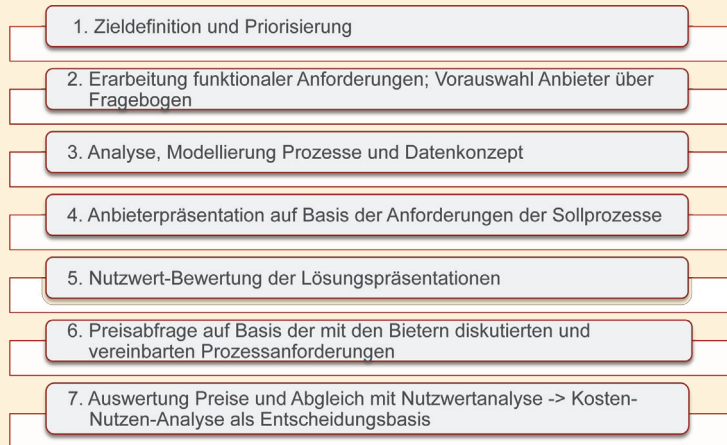 1. Zieldefinition und Priorisierung
2. Erarbeitung funktionaler Anforderungen; Vorauswahl Anbieter über
Fragebogen
3. Analyse, Modellierung Prozesse und Datenkonzept
4. Anbieterpräsentation auf Basis der Anforderungen der Sollprozesse
5. Nutzwert-Bewertung der Lösungspräsentationen
6. Preisabfrage auf Basis der mit den Bietern diskutierten und
vereinbarten Prozessanforderungen
7. Auswertung Preise und Abgleich mit Nutzwertanalyse -> Kosten-
Nutzen-Analyse als Entscheidungsbasis